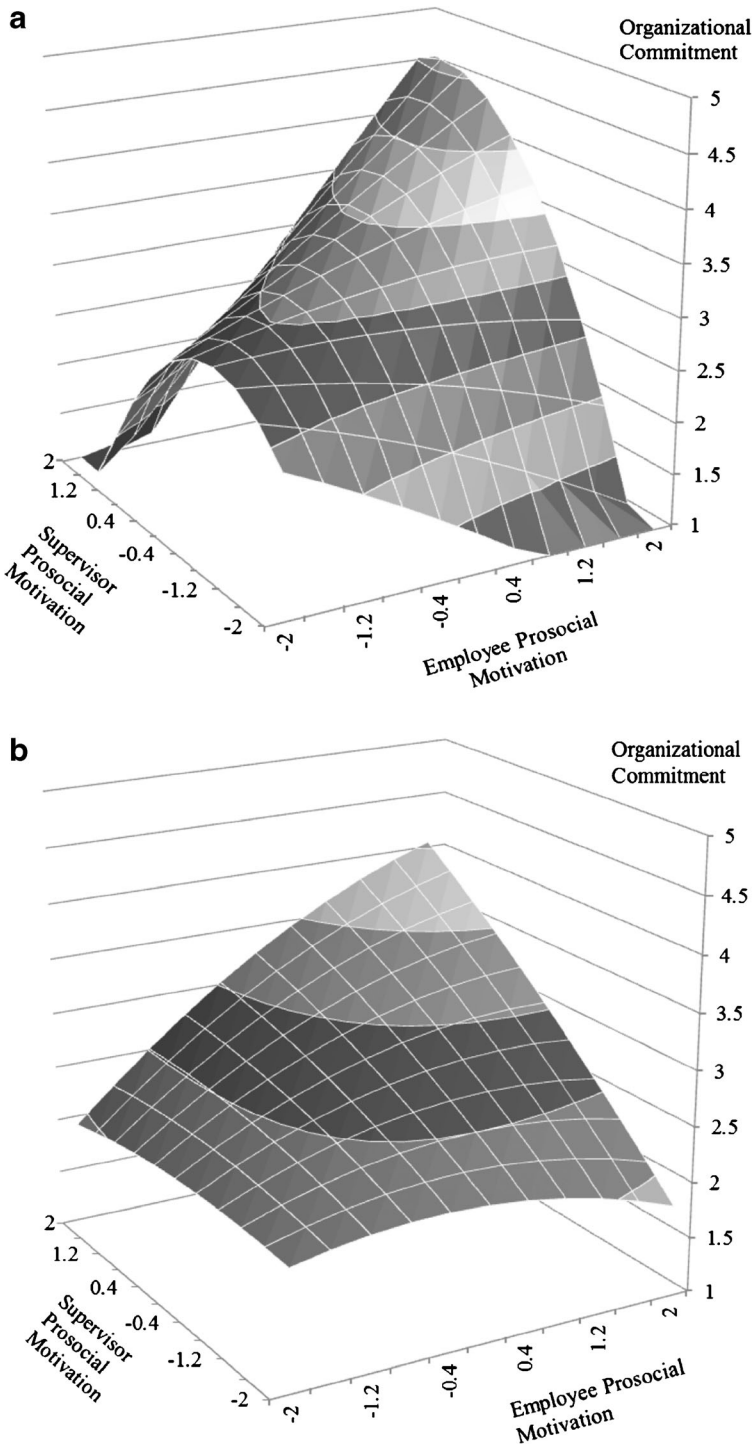 a
Organizational
Commitment
5
4.5
4
3.5
3
2.5
2
1.5
1
2
1.2
0.4
-0.4
-1.2
-2
Supervisor
Prosocial
Motivation
-2
-1.2
-0.4
0.4
1.2
2
Employee Prosocial
Motivation
b
Organizational
Commitment
5
4.5
4
3.5
3
2.5
2
1.5
1
2
1.2
0.4
-0.4
-1.2
-2
Supervisor
Prosocial
Motivation
-2
-1.2
-0.4
0.4
1.2
2
Employee Prosocial
Motivation